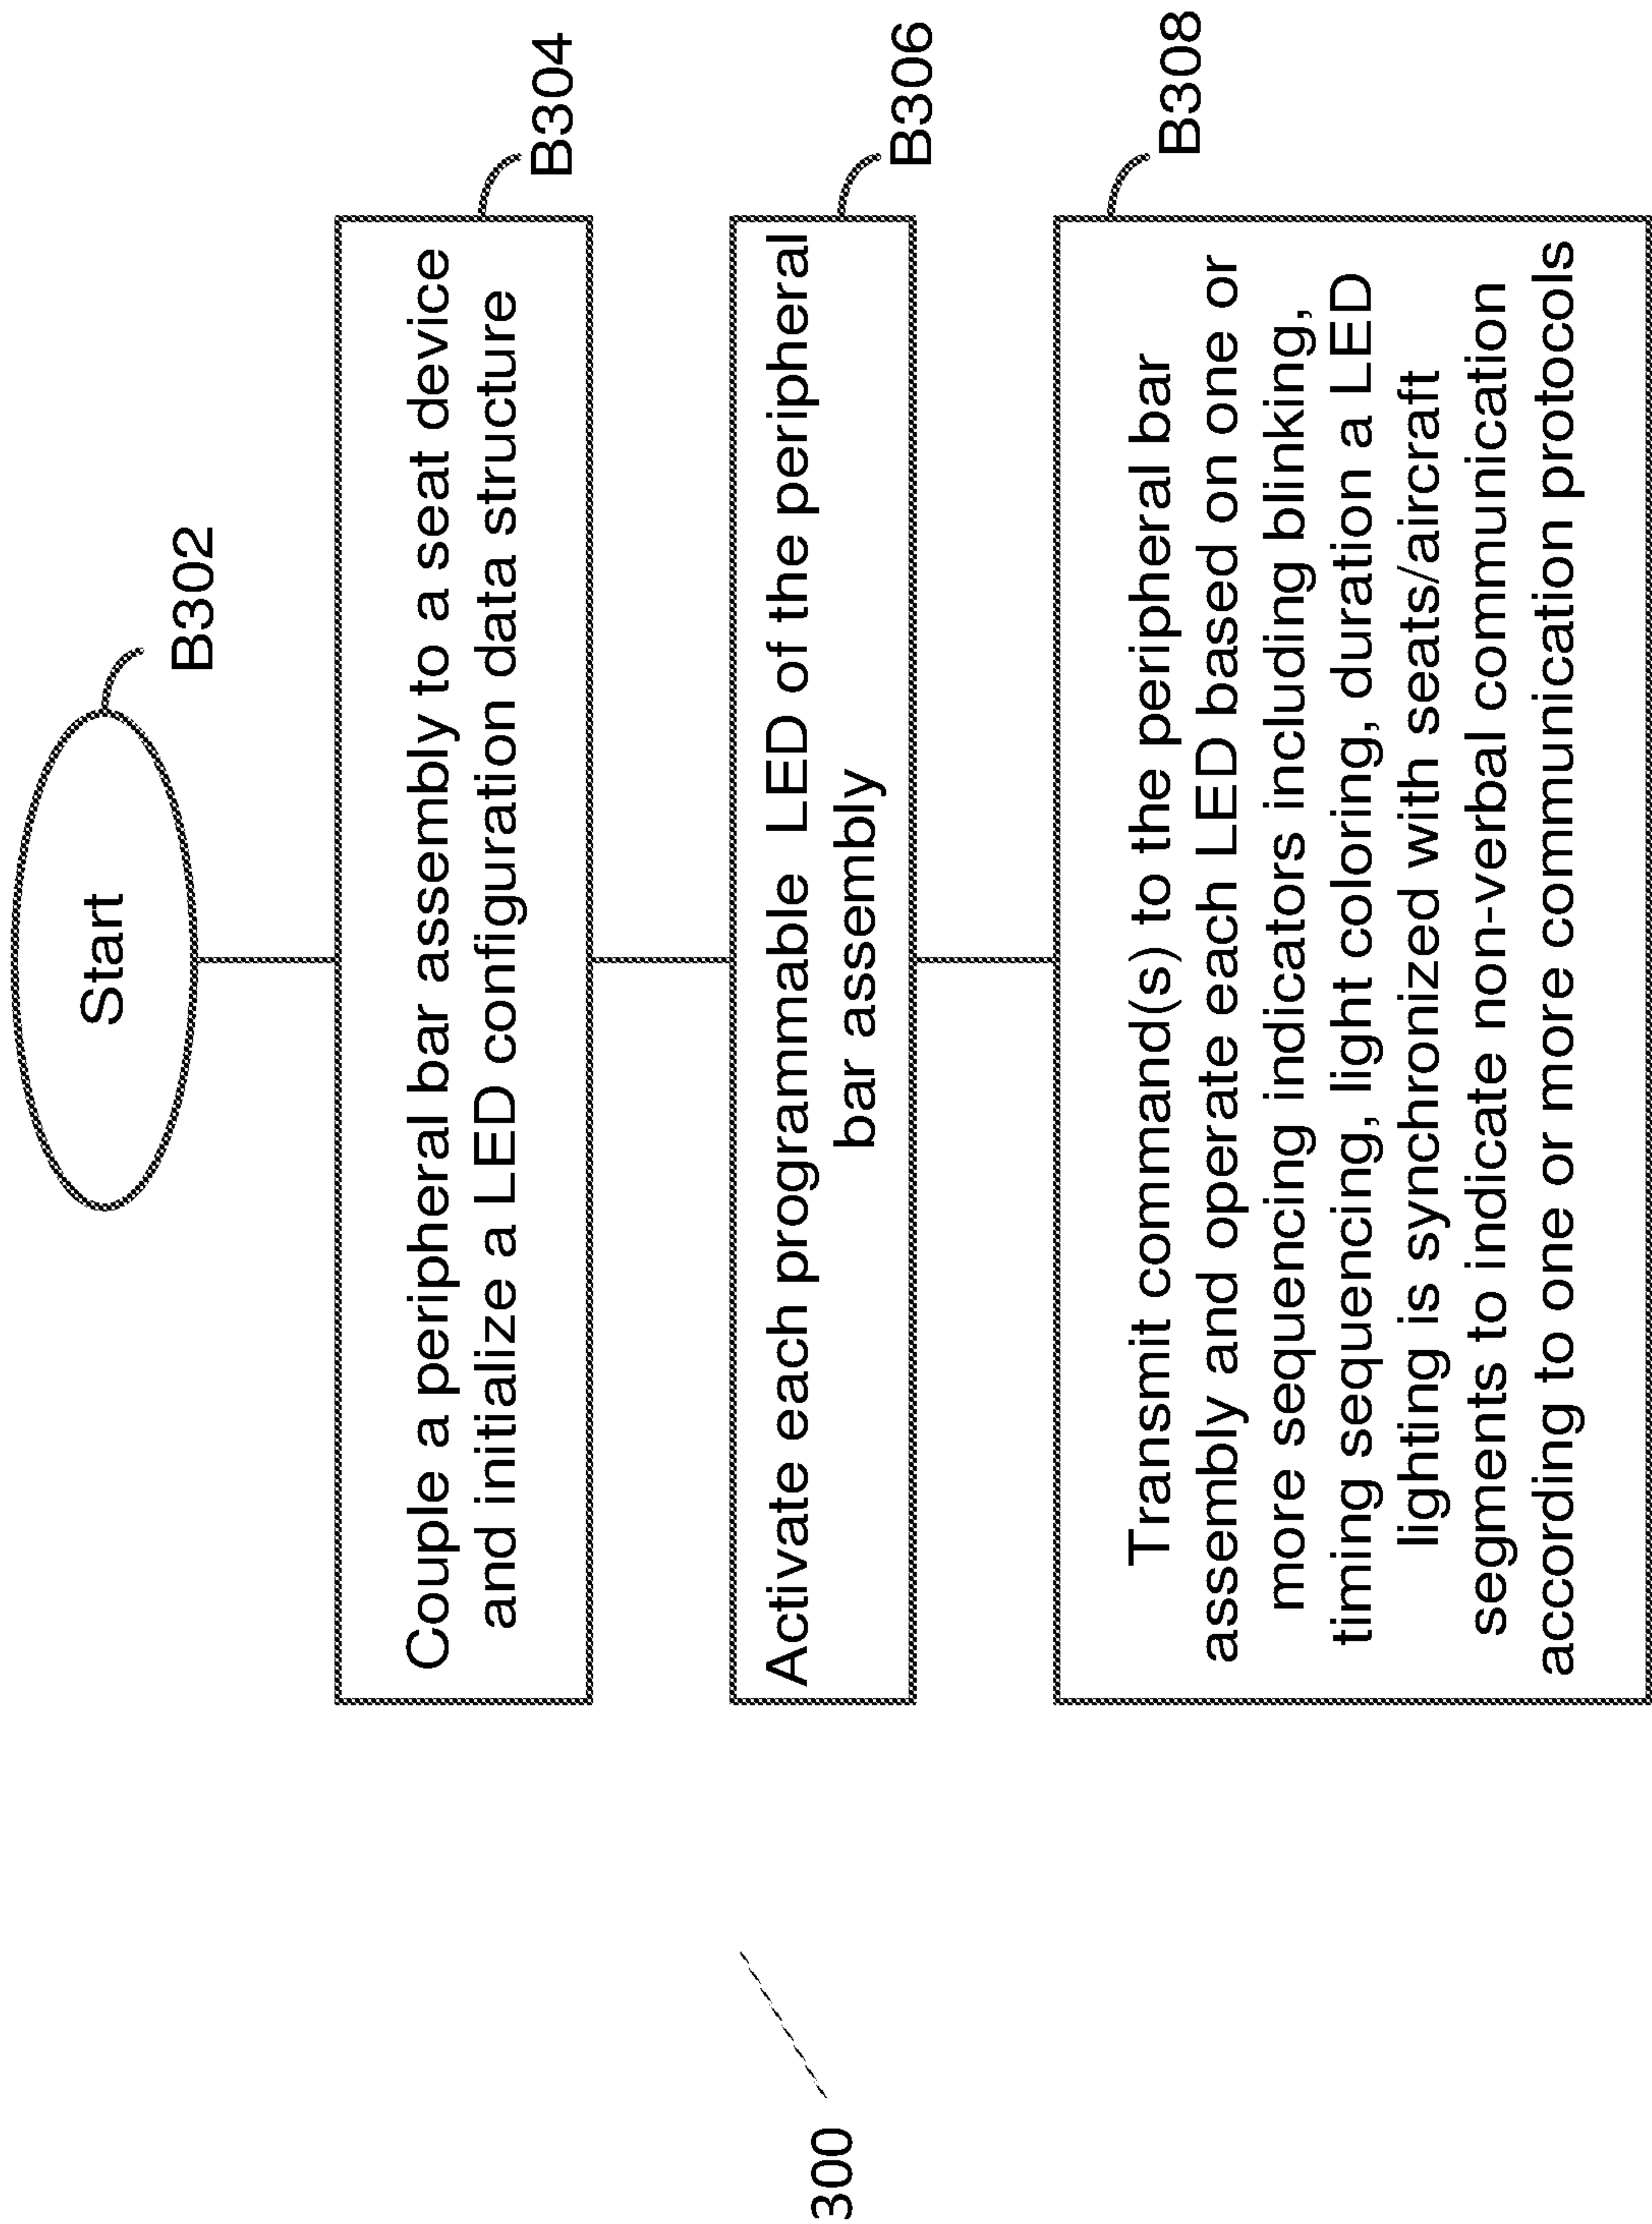 Start
B302
Couple a peripheral bar assembly to a seat device
and initialize a LED configuration data structure
B304
Activate each programmable LED of the peripheral
bar assembly
B306
Transmit command(s) to the peripheral bar
assembly and operate each LED based on one or
more sequencing indicators including blinking,
timing sequencing, light coloring, duration a LED
lighting is synchronized with seats/aircraft
segments to indicate non-verbal communication
according to one or more communication protocols
B308
300